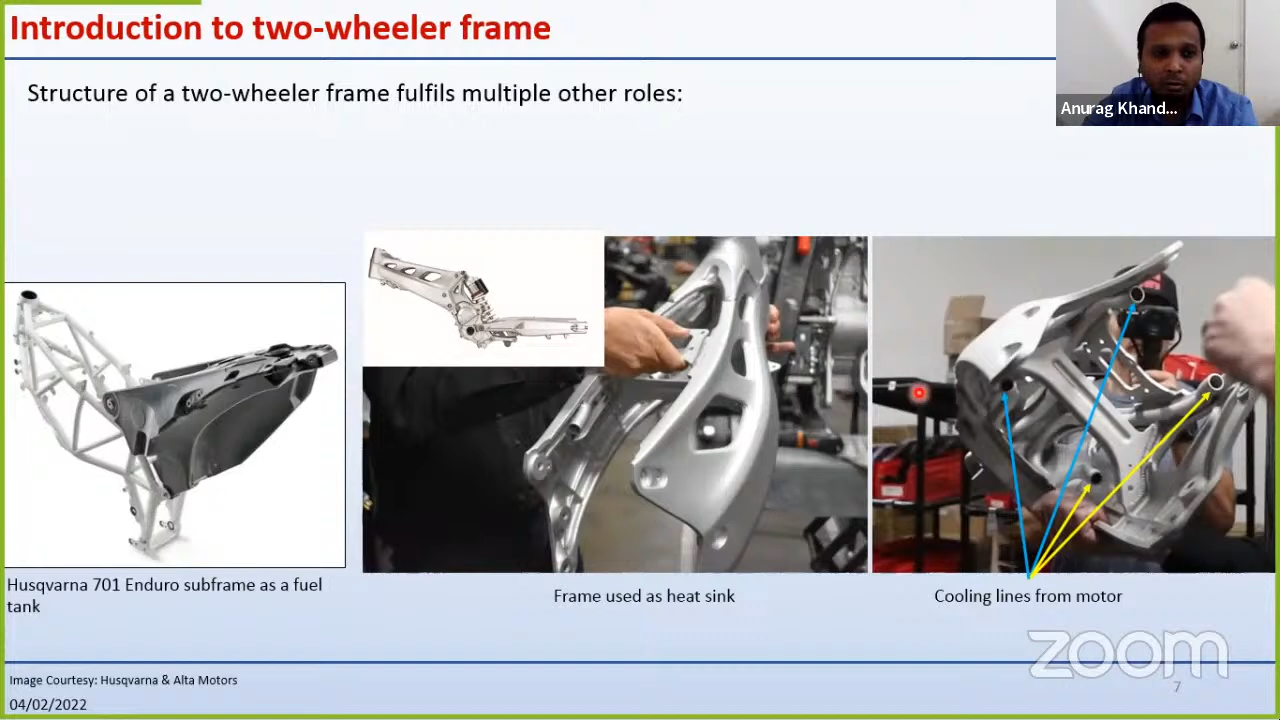 Introduction to two-wheeler frame
Anurag Khand...
Structure of a two-wheeler frame fulfils multiple other roles:
Husqvarna 701 Enduro subframe as a fuel
tank
Frame used as heat sink
Cooling lines from motor
zoom
Image Courtesy: Husqvarna & Alta Motors
7
04/02/2022